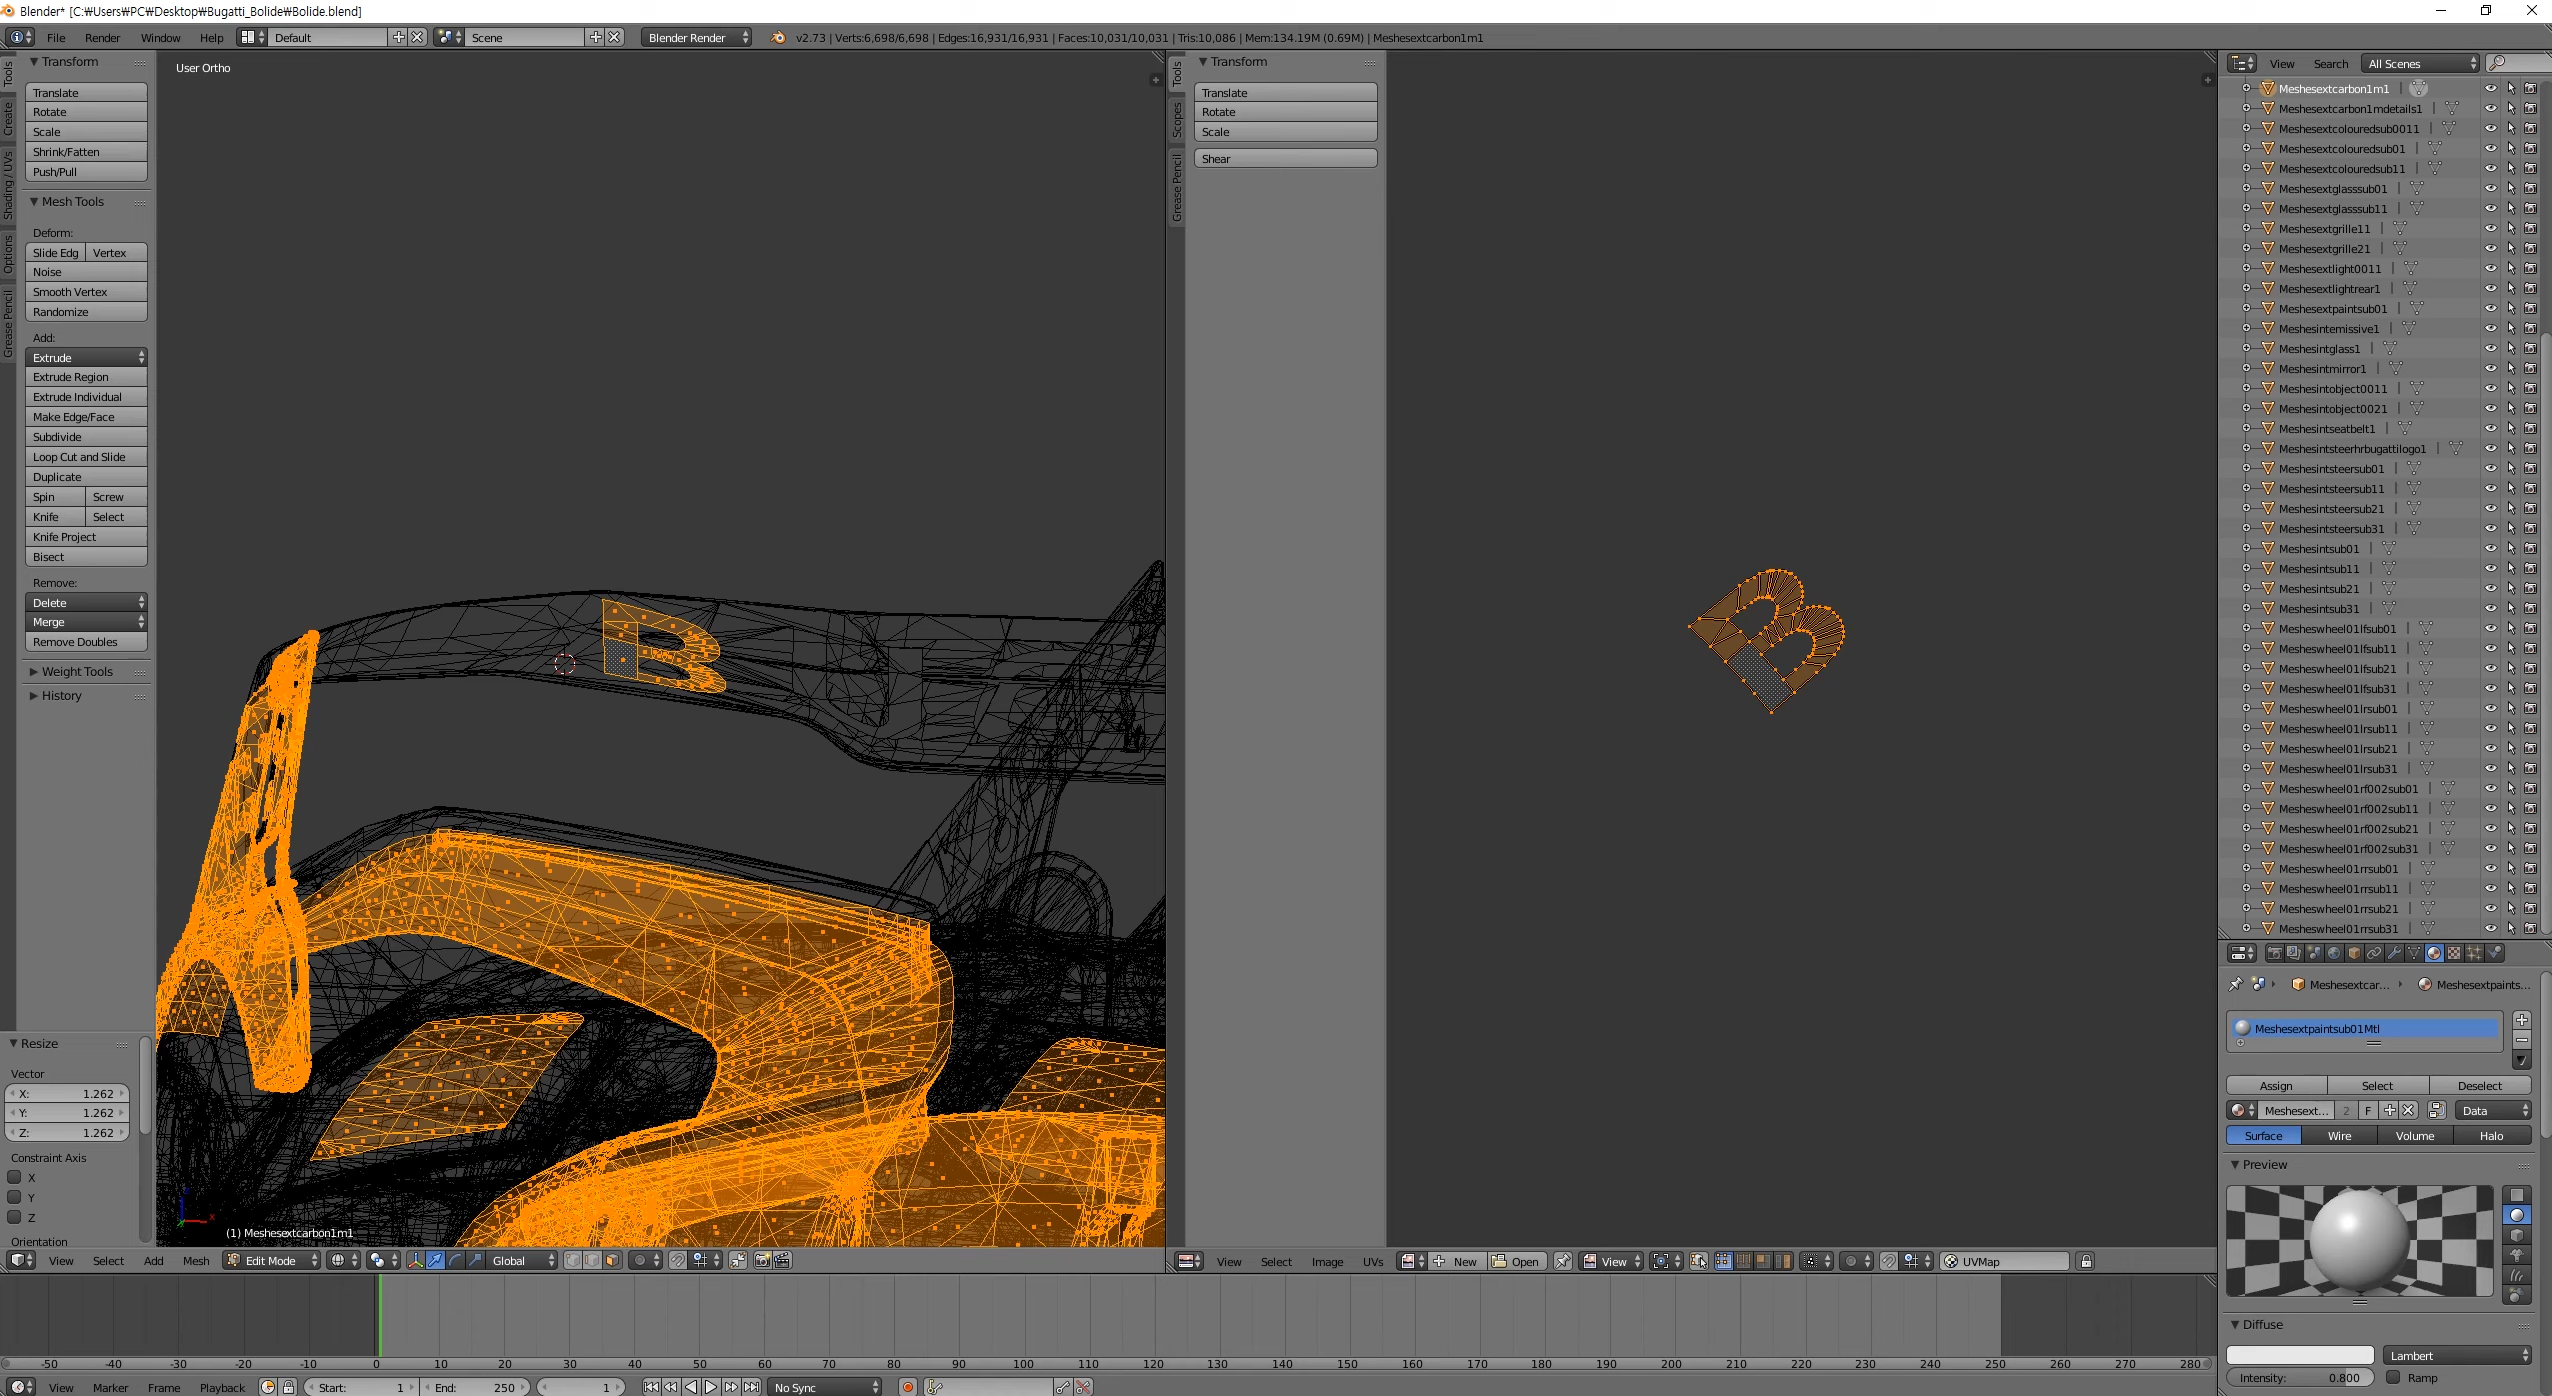 Blender* [C:₩Users₩PC₩Desktop₩Bugatti_Bolide₩Bolide.blend]
File Render Window Help Default Scene Blender Render v2.73 | Verts:6,698/6,698 | Edges:16,931/16,931 | Faces:10,031/10,031 | Tris:10,086 | Mem:134.19M (0.69M) | Meshesextcarbon1m1
Tools
Create
Shading / UVs
Options
Grease Pencil
Transform
Translate
Rotate
Scale
Shrink/Fatten
Push/Pull
Mesh Tools
Deform:
Slide Edg Vertex
Noise
Smooth Vertex
Randomize
Add:
Extrude
Extrude Region
Extrude Individual
Make Edge/Face
Subdivide
Loop Cut and Slide
Duplicate
Spin Screw
Knife Select
Knife Project
Bisect
Remove:
Delete
Merge
Remove Doubles
Weight Tools
History
Resize
Vector
X: 1.262
Y: 1.262
Z: 1.262
Constraint Axis
X
Y
Z
Orientation
User Ortho
B
(1) Meshesextcarbon1m1
View Select Add Mesh Edit Mode Global
Tools
Scopes
Grease Pencil
Transform
Translate
Rotate
Scale
Shear
B
View Select Image UVs New Open View UVMap
View Search All Scenes
Meshesextcarbon1m1
Meshesextcarbon1mdetails1
Meshesextcolouredsub0011
Meshesextcolouredsub01
Meshesextcolouredsub11
Meshesextglasssub01
Meshesextglasssub11
Meshesextgrille11
Meshesextgrille21
Meshesextlight0011
Meshesextlightrear1
Meshesextpaintsub01
Meshesintemissive1
Meshesintglass1
Meshesintmirror1
Meshesintobject0011
Meshesintobject0021
Meshesintseatbelt1
Meshesintsteerhrbugattilogo1
Meshesintsteersub01
Meshesintsteersub11
Meshesintsteersub21
Meshesintsteersub31
Meshesintsub01
Meshesintsub11
Meshesintsub21
Meshesintsub31
Mesheswheel01lfsub01
Mesheswheel01lfsub11
Mesheswheel01lfsub21
Mesheswheel01lfsub31
Mesheswheel01lrsub01
Mesheswheel01lrsub11
Mesheswheel01lrsub21
Mesheswheel01lrsub31
Mesheswheel01rf002sub01
Mesheswheel01rf002sub11
Mesheswheel01rf002sub21
Mesheswheel01rf002sub31
Mesheswheel01rrsub01
Mesheswheel01rrsub11
Mesheswheel01rrsub21
Mesheswheel01rrsub31
Meshesextcar... Meshesextpaints...
Meshesextpaintsub01Mtl
Assign Select Deselect
Meshesext... 2 F Data
Surface Wire Volume Halo
Preview
Diffuse
Lambert
Intensity: 0.800 Ramp
-50 -40 -30 -20 -10 0 10 20 30 40 50 60 70 80 90 100 110 120 130 140 150 160 170 180 190 200 210 220 230 240 250 260 270 280
View Marker Frame Playback Start: 1 End: 250 1 No Sync